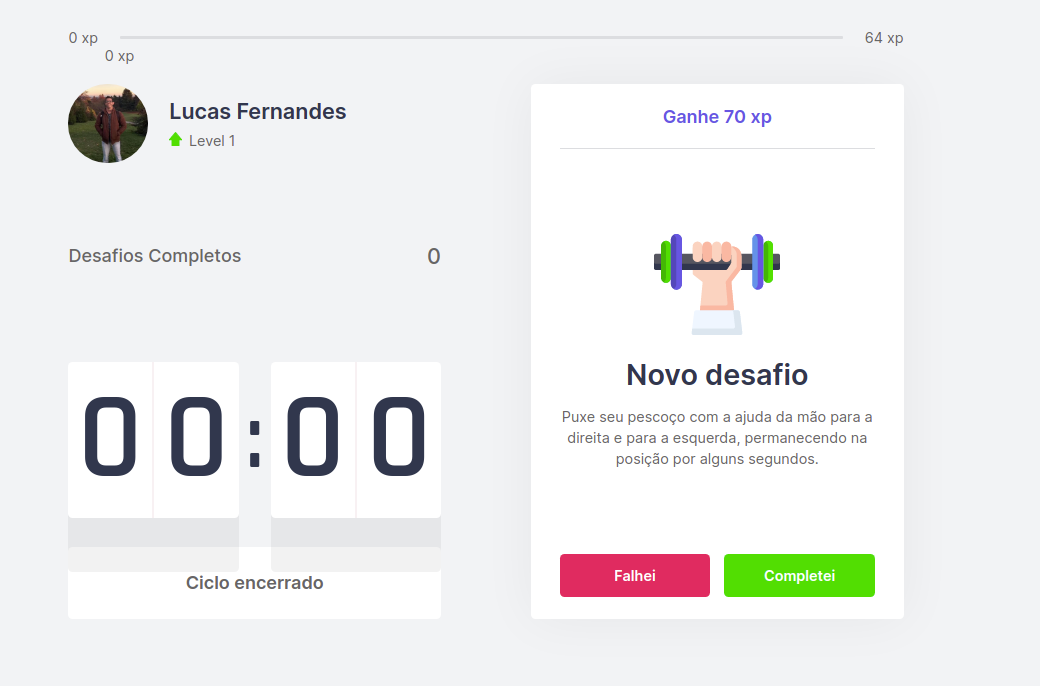 0 xp
64 xp
0 xp
Lucas Fernandes
Level 1
Desafios Completos
0
00:00
Ciclo encerrado
Ganhe 70 xp
Novo desafio
Puxe seu pescoço com a ajuda da mão para a
direita e para a esquerda, permanecendo na
posição por alguns segundos.
Falhei
Completei